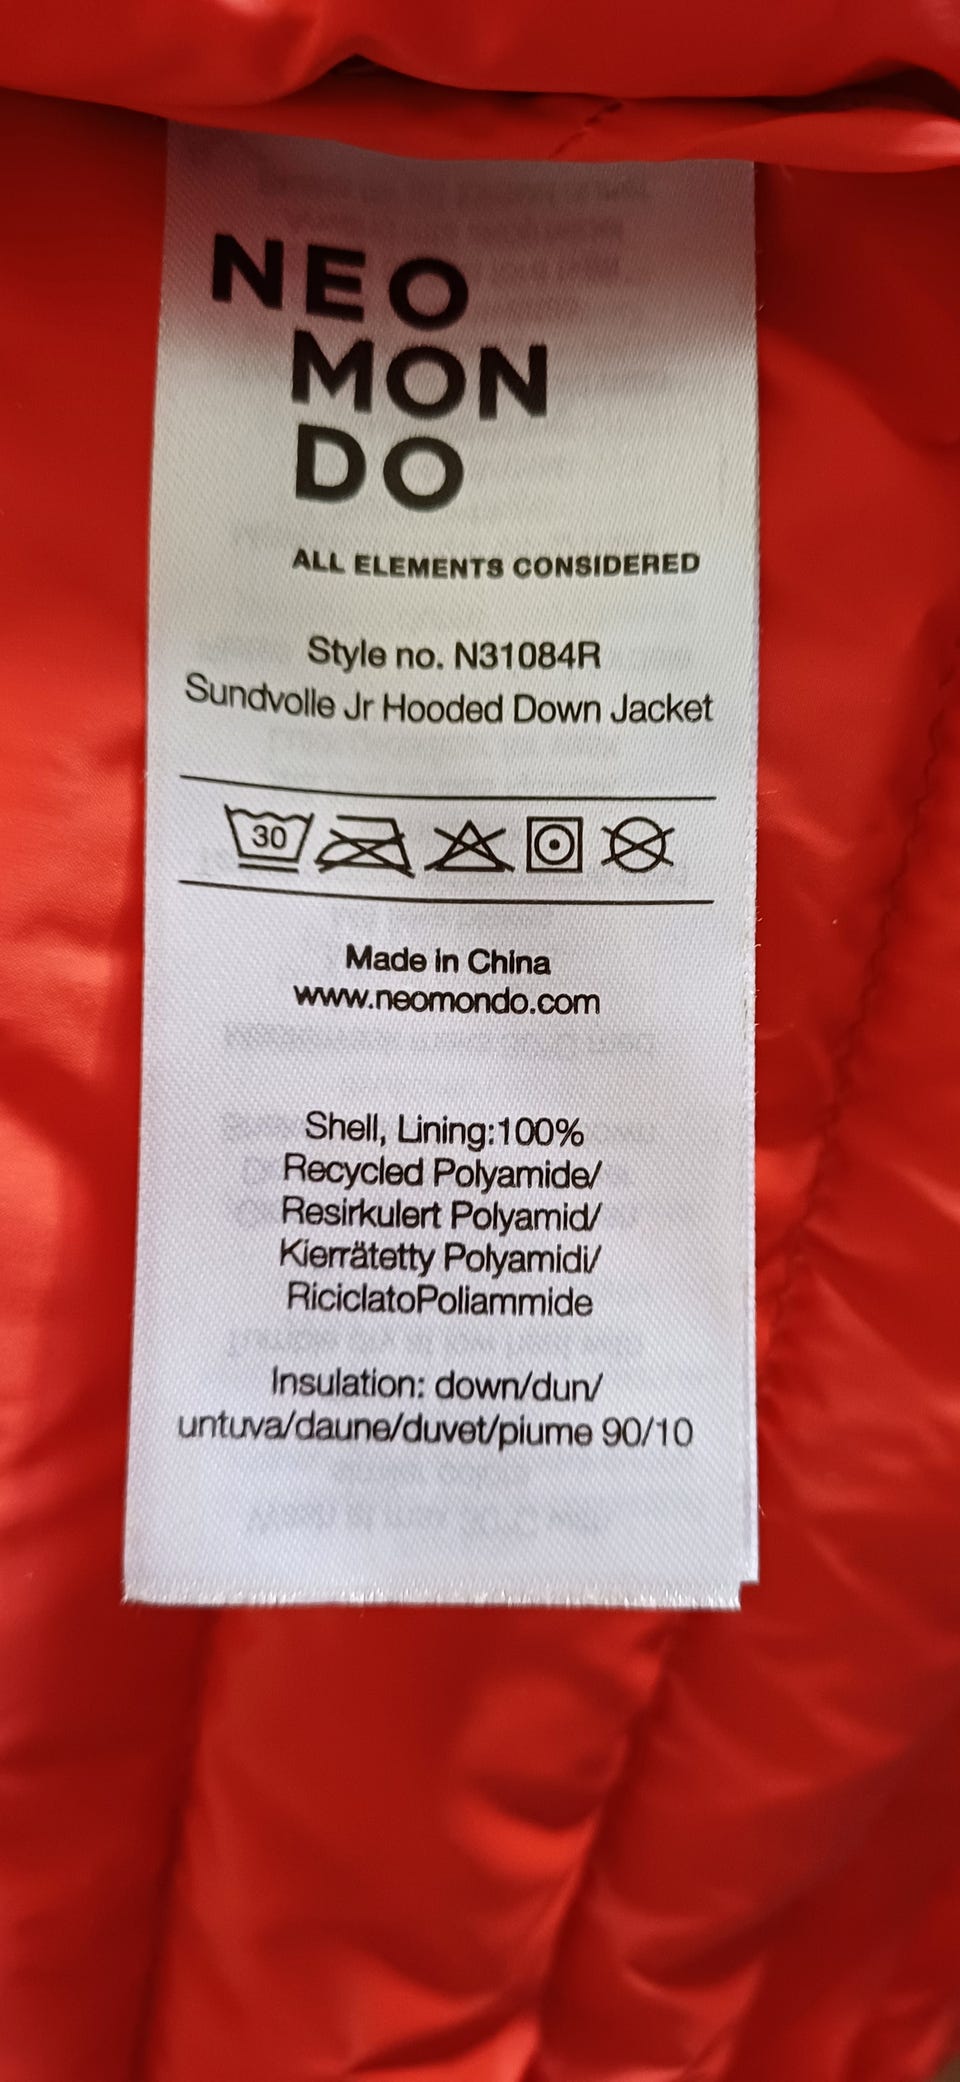 NEO
MON
DO
ALL ELEMENTS CONSIDERED
Style no. N31084R
Sundvolle Jr Hooded Down Jacket
30
Made in China
www.neomondo.com
Shell, Lining:100%
Recycled Polyamide/
Resirkulert Polyamid/
Kierrätetty Polyamidi/
RiciclatoPoliammide
Insulation: down/dun/
untuva/daune/duvet/piume 90/10